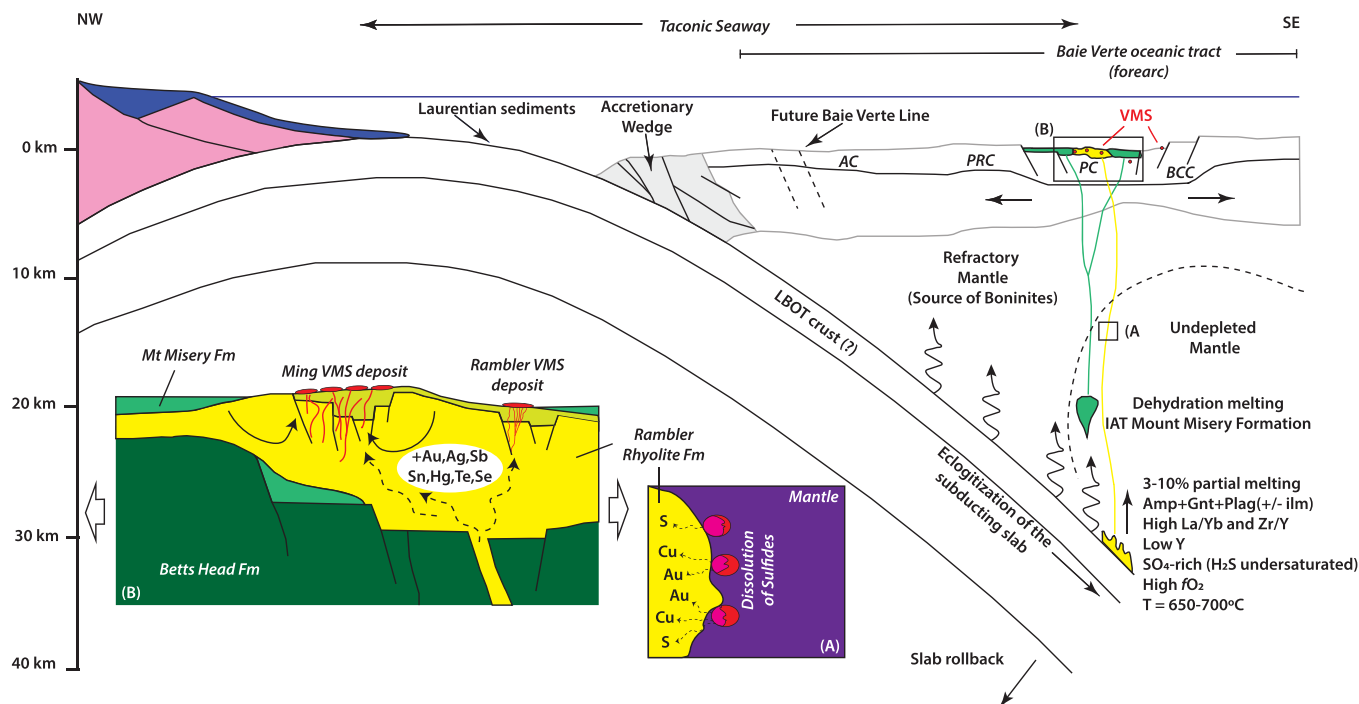 NW
Taconic Seaway
SE
Baie Verte oceanic tract
(forearc)
Laurentian sediments
Accretionary
Wedge
Future Baie Verte Line
(B)
VMS
0 km
AC
PRC
PC
BCC
10 km
Refractory
Mantle
(Source of Boninites)
LBOT crust (?)
(A
Undepleted
Mantle
Mt Misery Fm
Ming VMS deposit
Rambler VMS
deposit
20 km
Dehydration melting
IAT Mount Misery Formation
Rambler
Rhyolite Fm
+Au,Ag,Sb
Sn,Hg,Te,Se
Eclogitization of the
subducting slab
3-10% partial melting
Amp+Gnt+Plag(+/- ilm)
High La/Yb and Zr/Y
Low Y
SO₄-rich (H₂S undersaturated)
High fO₂
T = 650-700ºC
Mantle
S
Cu
Au
Au
Cu
S
Dissolution
of Sulfides
(A)
30 km
Betts Head Fm
(B)
40 km
Slab rollback